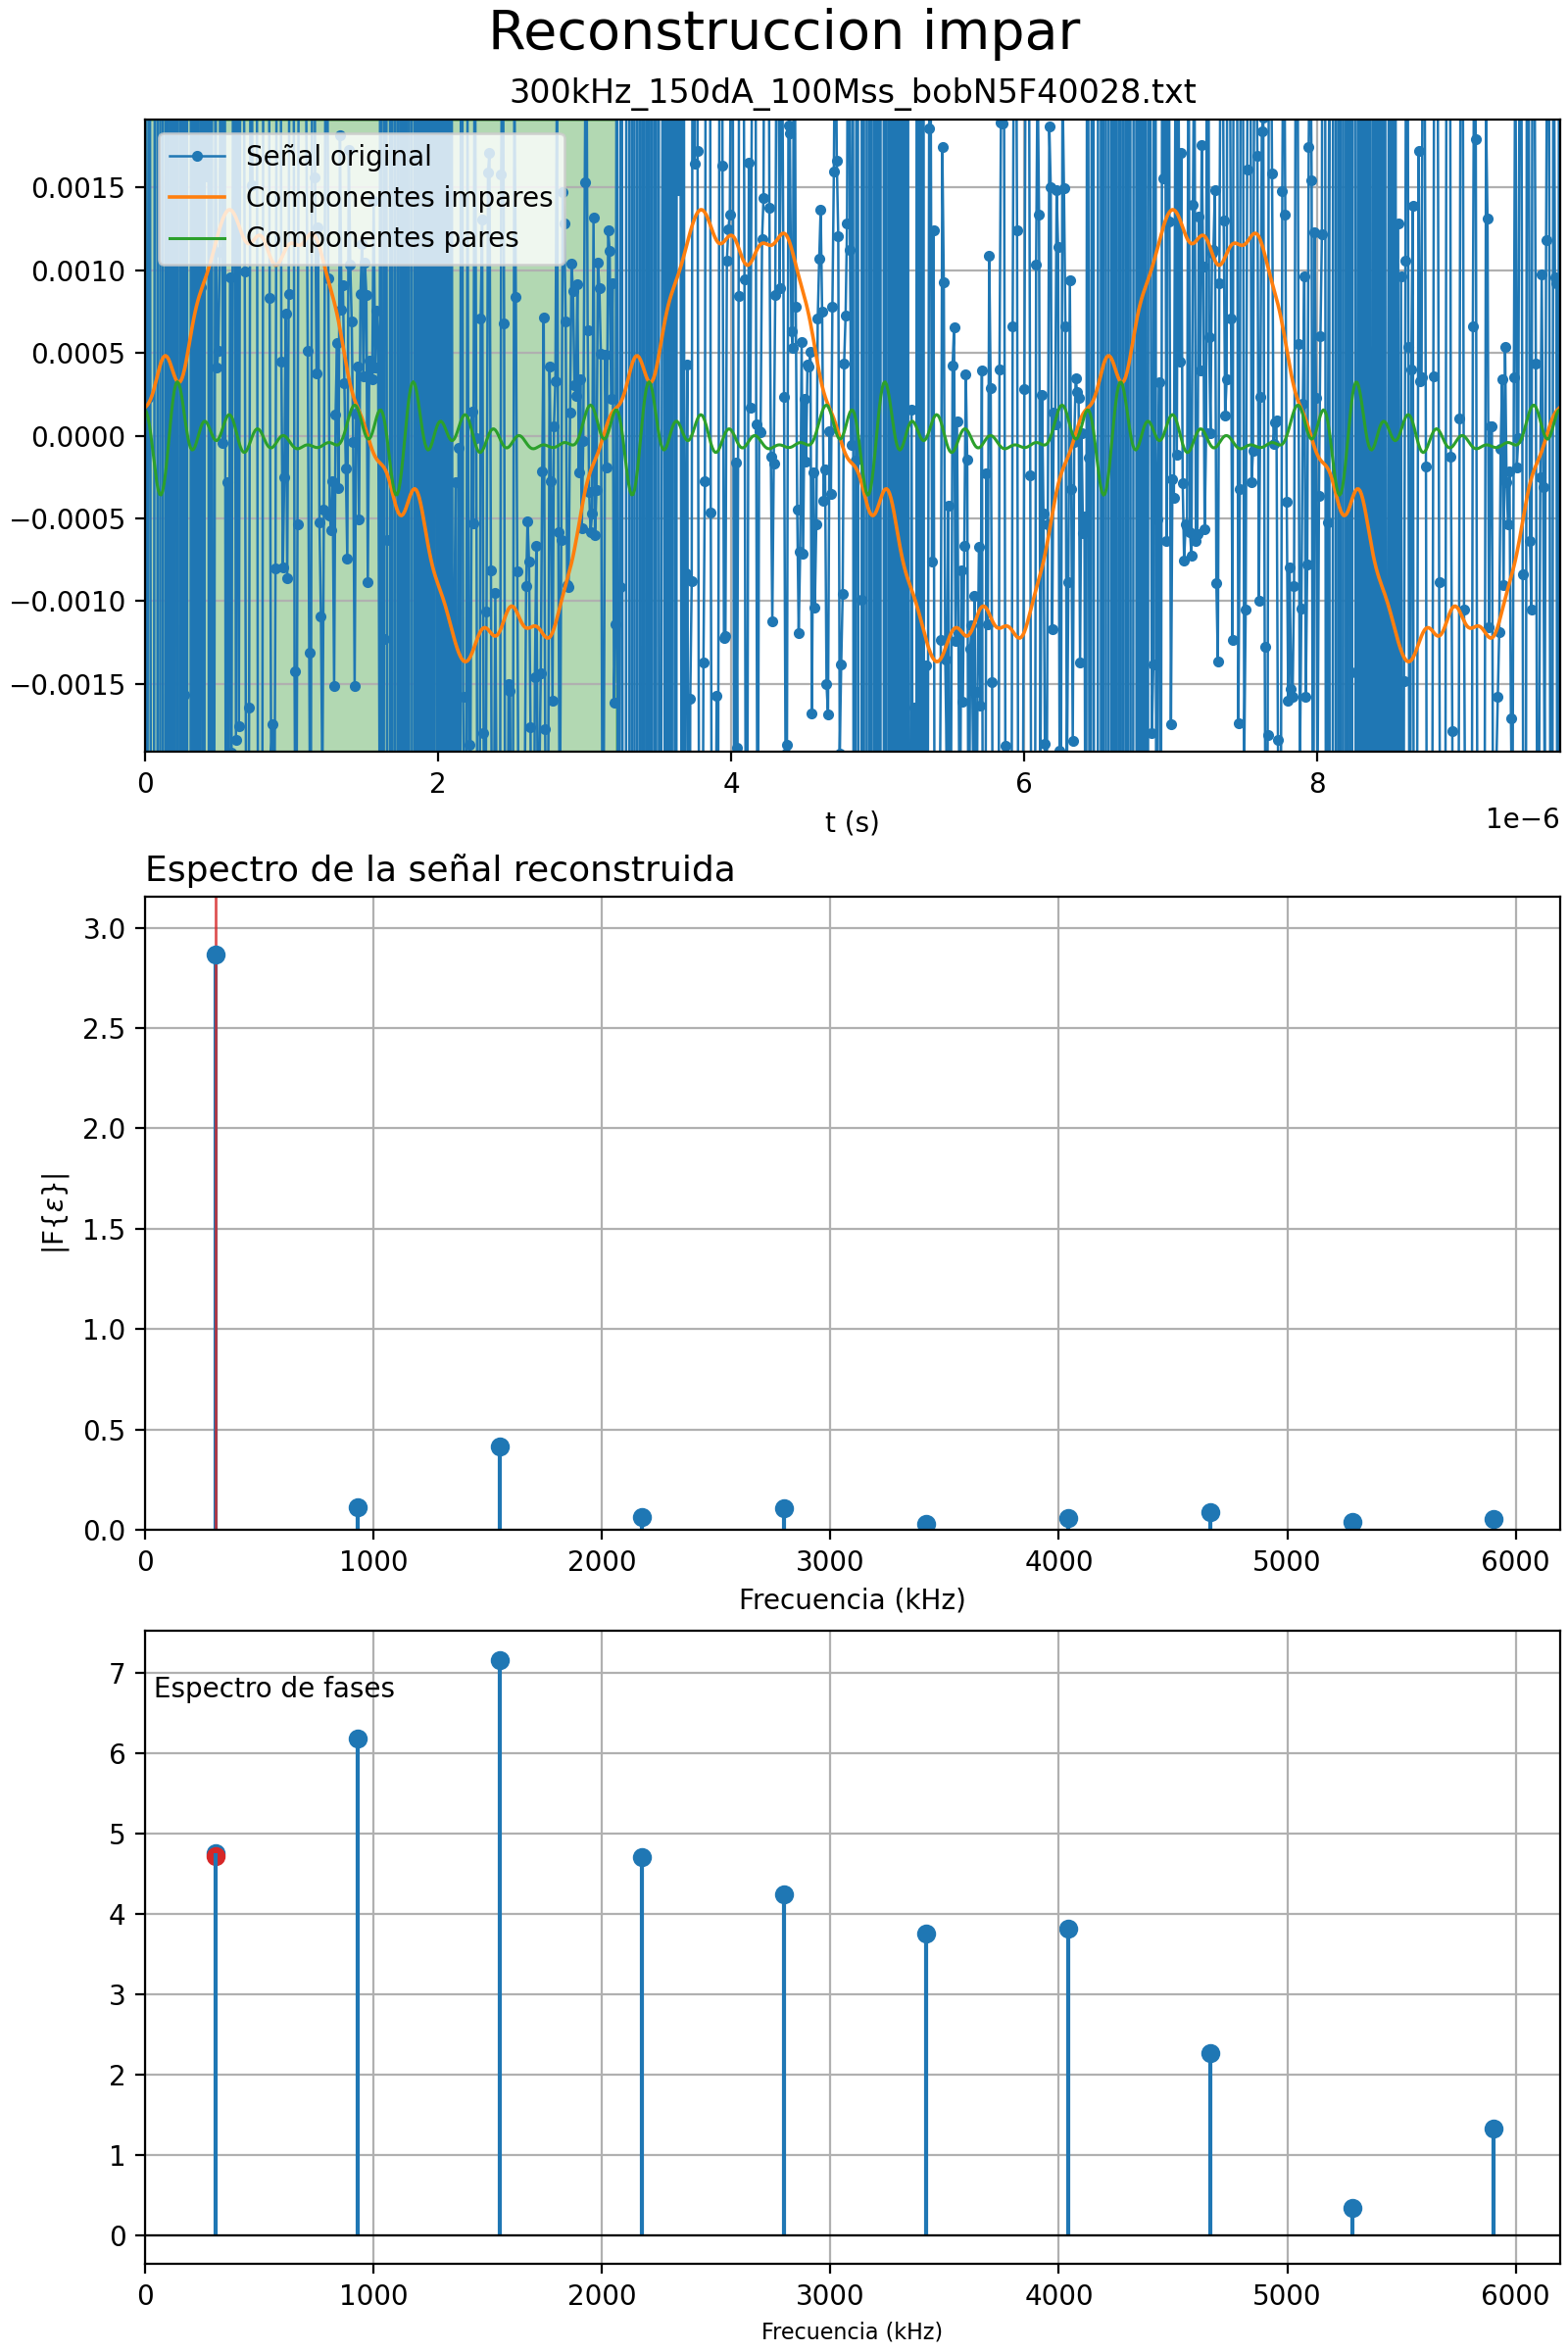 Reconstruccion impar
300kHz_150dA_100Mss_bobN5F40028.txt
Señal original
Componentes impares
Componentes pares
0.0015
0.0010
0.0005
0.0000
−0.0005
−0.0010
−0.0015
0 2 4 6 8
1e−6
t (s)
Espectro de la señal reconstruida
3.0
2.5
2.0
1.5
1.0
0.5
0.0
|F{ε}|
0 1000 2000 3000 4000 5000 6000
Frecuencia (kHz)
Espectro de fases
7
6
5
4
3
2
1
0
0 1000 2000 3000 4000 5000 6000
Frecuencia (kHz)